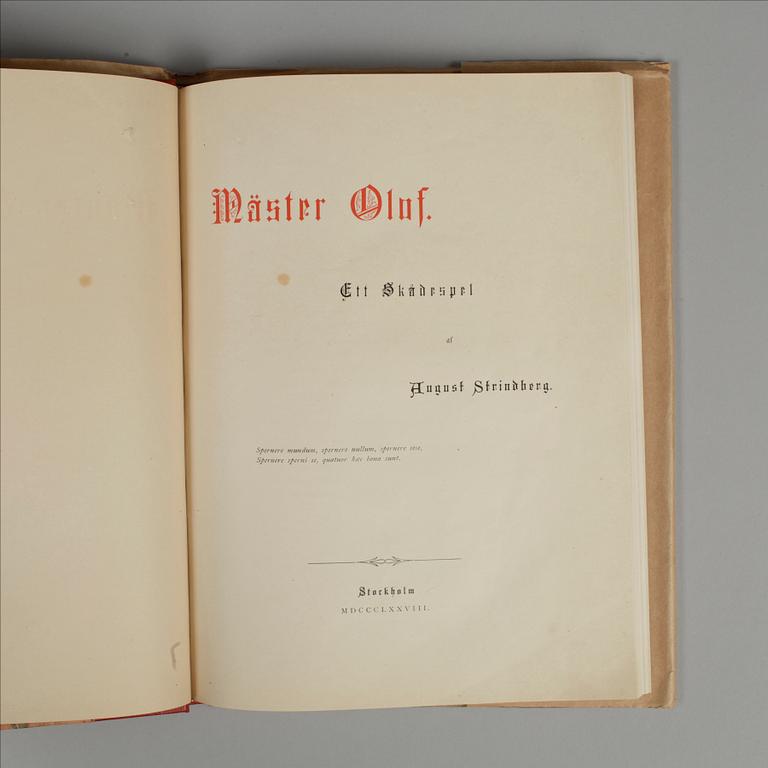 Mäster Olof.
Ett Skådespel
af
August Strindberg.
Spernere mundum, spernere nullum, spernere sese,
Spernere sperni se, quatuor hæc bona sunt.
Stockholm
MDCCCLXXVIII.